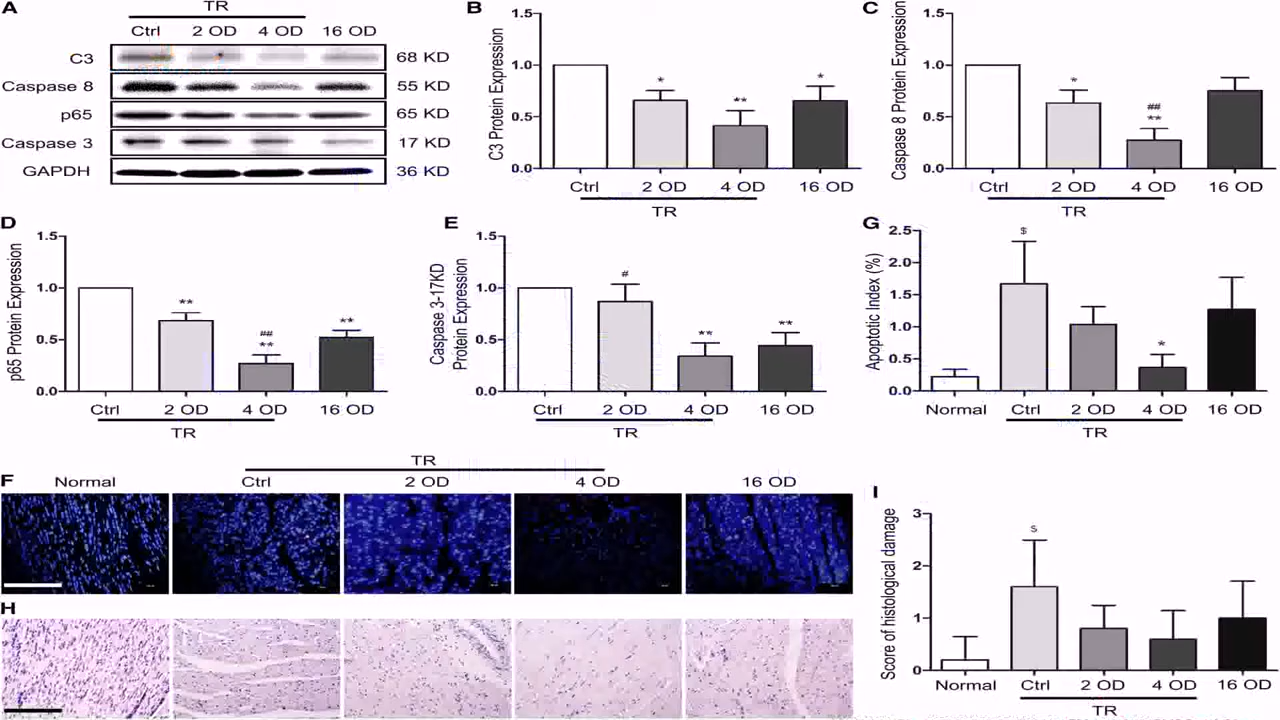 A
TR
Ctrl 2 OD 4 OD 16 OD
C3 68 KD
Caspase 8 55 KD
p65 65 KD
Caspase 3 17 KD
GAPDH 36 KD
B
C3 Protein Expression
1.5
1.0
0.5
0.0
* ** *
Ctrl 2 OD 4 OD 16 OD
TR
C
Caspase 8 Protein Expression
1.5
1.0
0.5
0.0
*
##
**
Ctrl 2 OD 4 OD 16 OD
TR
D
p65 Protein Expression
1.5
1.0
0.5
0.0
**
##
**
**
Ctrl 2 OD 4 OD 16 OD
TR
E
Caspase 3-17KD
Protein Expression
1.5
1.0
0.5
0.0
#
**
**
Ctrl 2 OD 4 OD 16 OD
TR
G
Apoptotic Index (%)
2.5
2.0
1.5
1.0
0.5
0.0
$
*
Normal Ctrl 2 OD 4 OD 16 OD
TR
F
TR
Normal Ctrl 2 OD 4 OD 16 OD
H
I
Score of histological damage
3
2
1
0
$
Normal Ctrl 2 OD 4 OD 16 OD
TR